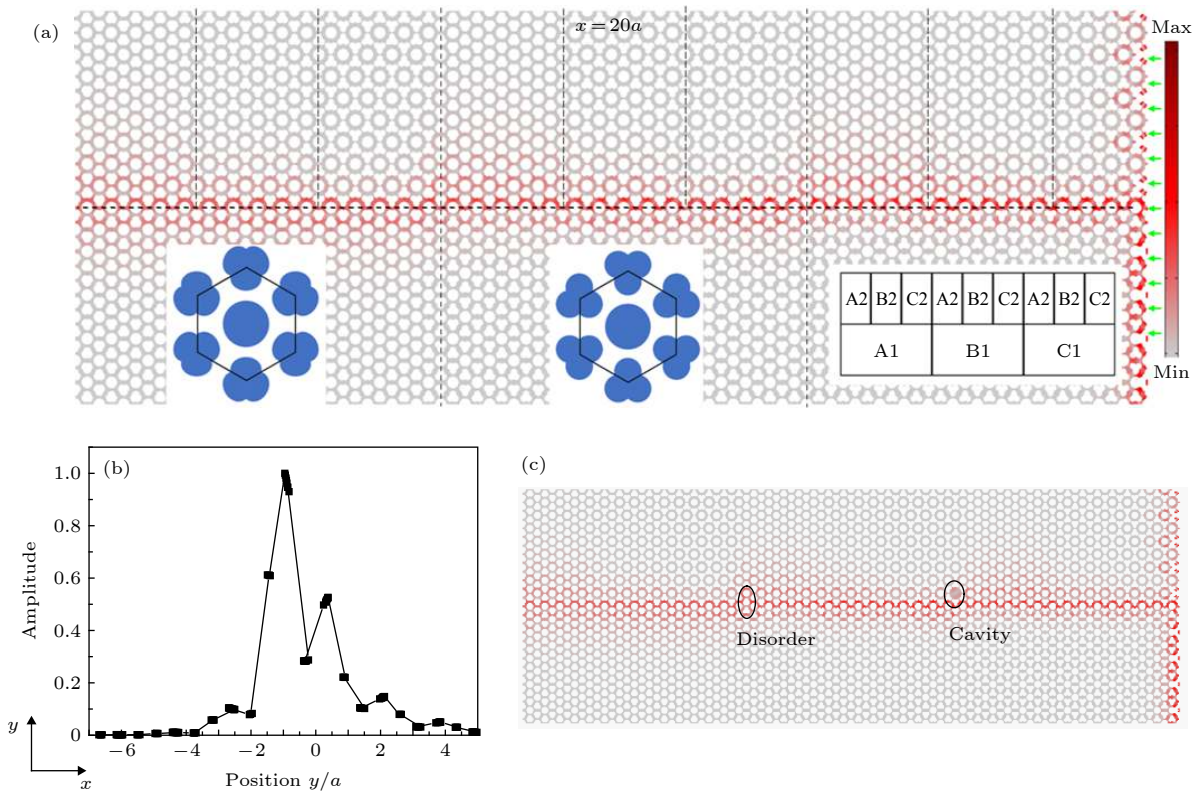 (a)
x = 20a
Max
A2 B2 C2 A2 B2 C2 A2 B2 C2
A1 B1 C1
Min
(b)
1.0
0.8
0.6
0.4
0.2
0
Amplitude
−6 −4 −2 0 2 4
Position y/a
y
x
(c)
Disorder
Cavity